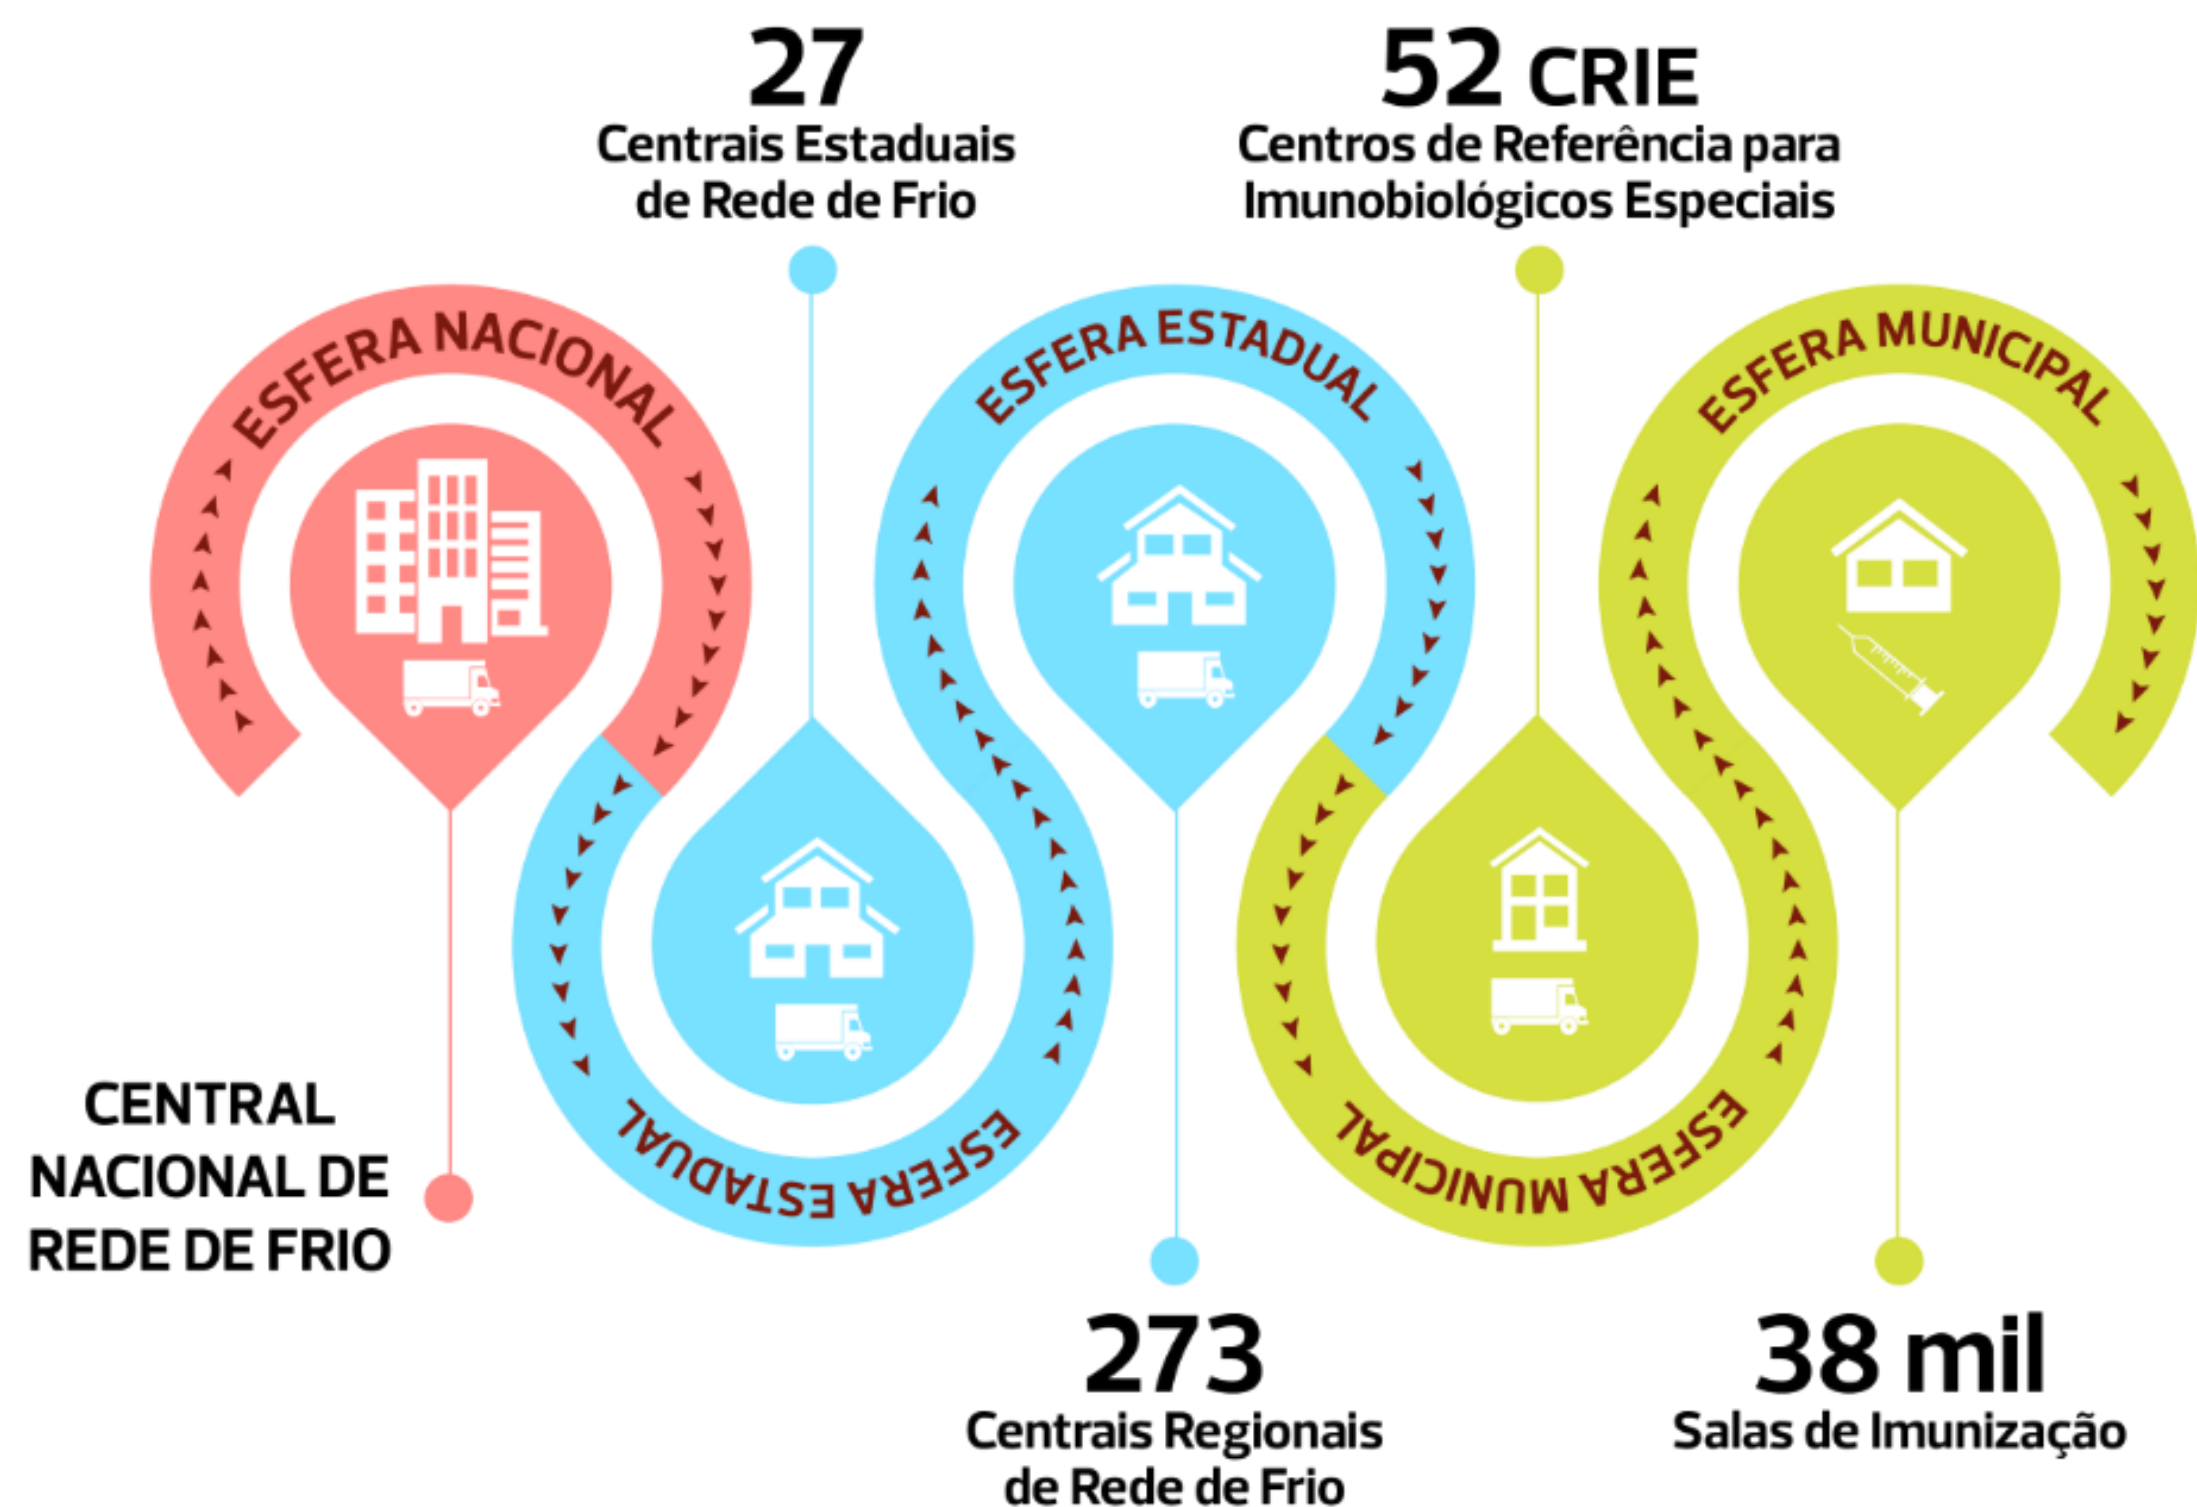 27
Centrais Estaduais
de Rede de Frio
52 CRIE
Centros de Referência para
Imunobiológicos Especiais
ESFERA NACIONAL
ESFERA ESTADUAL
ESFERA MUNICIPAL
CENTRAL
NACIONAL DE
REDE DE FRIO
ESFERA ESTADUAL
ESFERA MUNICIPAL
273
Centrais Regionais
de Rede de Frio
38 mil
Salas de Imunização